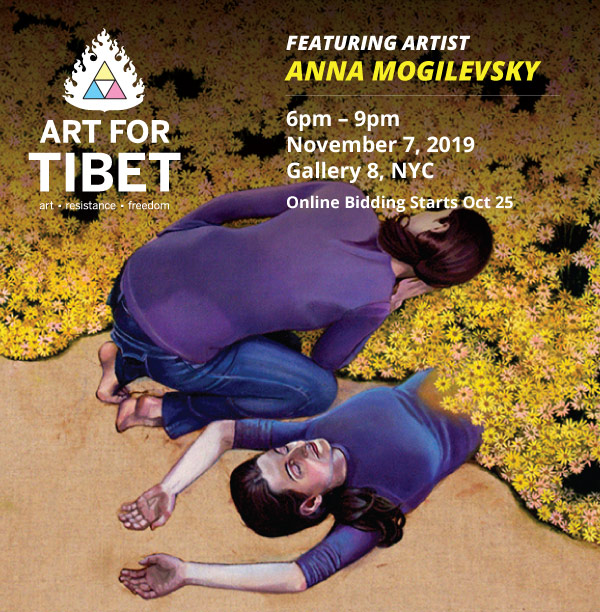 ART FOR
TIBET
art • resistance • freedom
FEATURING ARTIST
ANNA MOGILEVSKY
6pm – 9pm
November 7, 2019
Gallery 8, NYC
Online Bidding Starts Oct 25